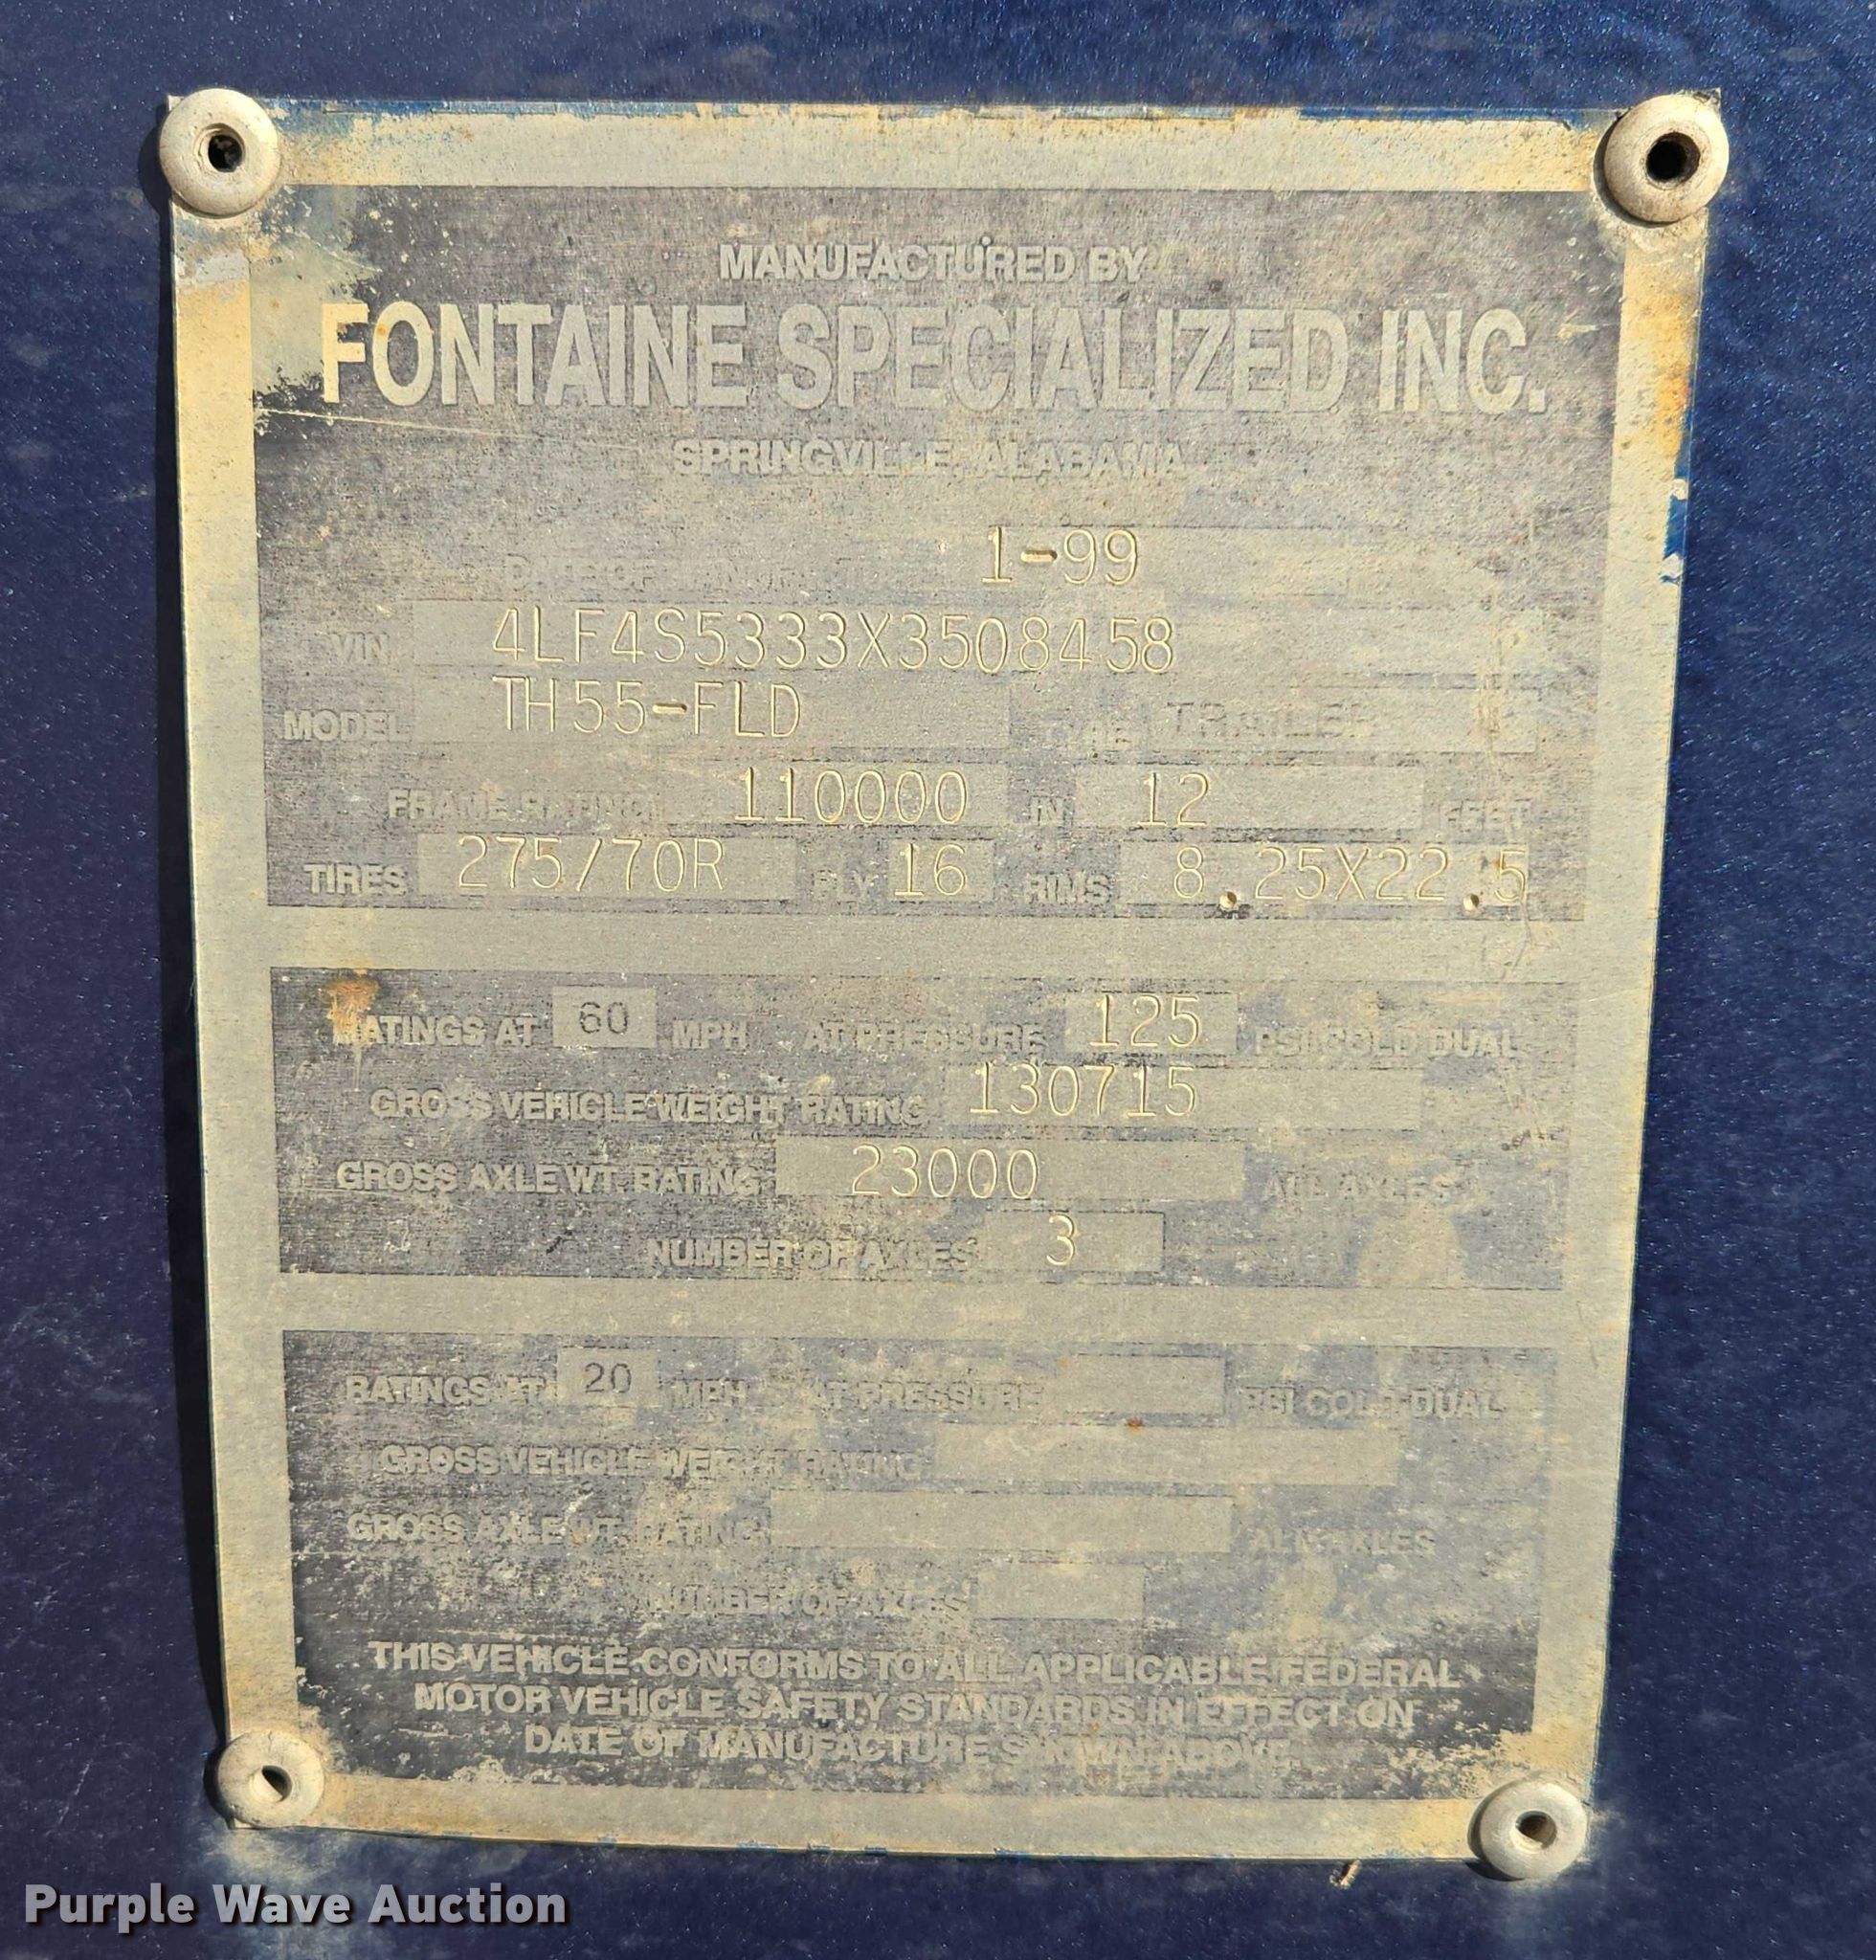 MANUFACTURED BY
FONTAINE SPECIALIZED INC.
SPRINGVILLE, ALABAMA
DATE OF 1-99
VIN 4LF4S5333X3508458
MODEL TH55-FLD TYPE TRAILER
FRAME RATING 110000 IN 12 FEET
TIRES 275/70R PLY 16 RIMS 8.25X22.5
RATINGS AT 60 MPH AT PRESSURE 125 PSI COLD DUAL
GROSS VEHICLE WEIGHT RATING 130715
GROSS AXLE WT. RATING 23000 ALL AXLES
NUMBER OF AXLES 3
RATINGS AT 20 MPH AT PRESSURE PSI COLD DUAL
GROSS VEHICLE WEIGHT RATING
GROSS AXLE WT. RATING ALL AXLES
NUMBER OF AXLES
THIS VEHICLE CONFORMS TO ALL APPLICABLE FEDERAL
MOTOR VEHICLE SAFETY STANDARDS IN EFFECT ON
DATE OF MANUFACTURE SHOWN ABOVE.
Purple Wave Auction